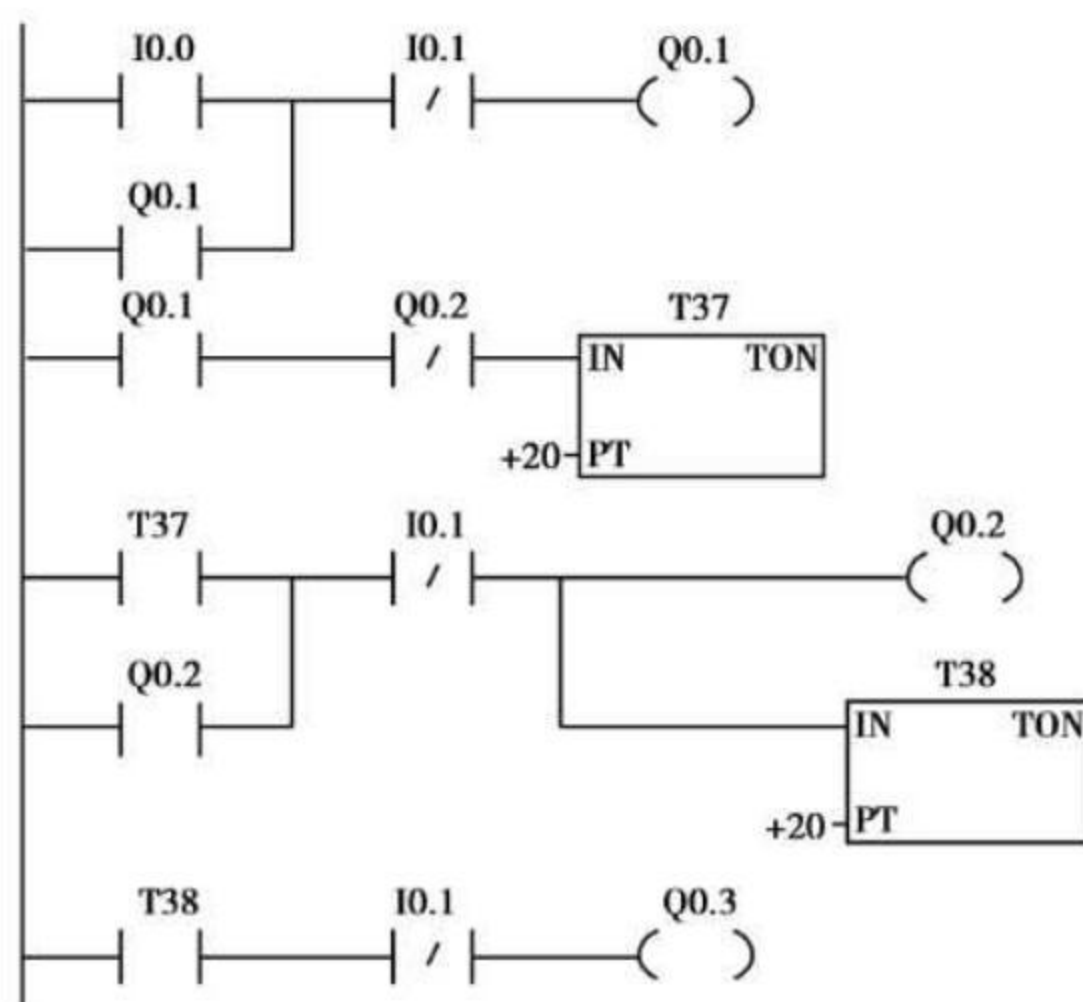 I0.0 I0.1 Q0.1
Q0.1
Q0.1 Q0.2 T37
IN TON
+20 PT
T37 I0.1 Q0.2
Q0.2 T38
IN TON
+20 PT
T38 I0.1 Q0.3